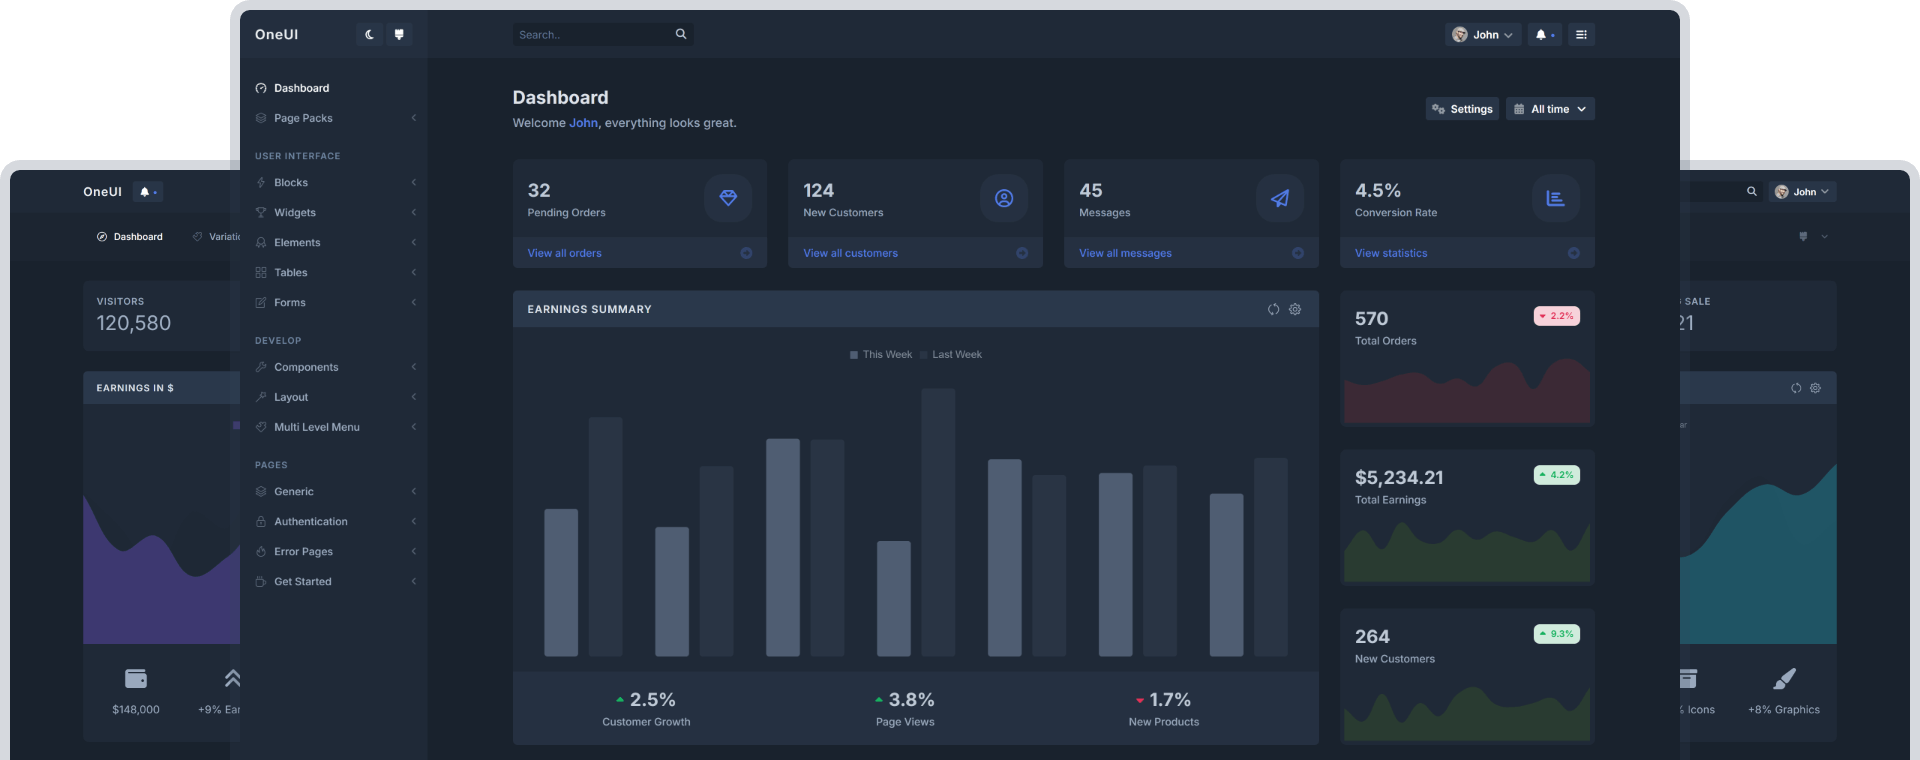 OneUI
Search..
John
Dashboard
Page Packs
USER INTERFACE
Blocks
Widgets
Elements
Tables
Forms
DEVELOP
Components
Layout
Multi Level Menu
PAGES
Generic
Authentication
Error Pages
Get Started
Dashboard
Welcome John, everything looks great.
Settings
All time
32
Pending Orders
View all orders
124
New Customers
View all customers
45
Messages
View all messages
4.5%
Conversion Rate
View statistics
EARNINGS SUMMARY
This Week
Last Week
2.5%
Customer Growth
3.8%
Page Views
1.7%
New Products
570
2.2%
Total Orders
$5,234.21
4.2%
Total Earnings
264
9.3%
New Customers
OneUI
Dashboard
VISITORS
120,580
EARNINGS IN $
$148,000
+9%
John
SALE
21
Icons
+8% Graphics